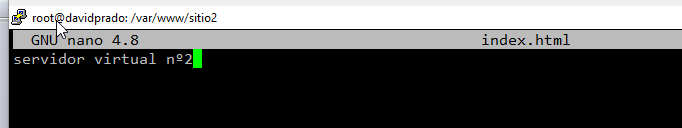 root@davidprado: /var/www/sitio2
GNU nano 4.8 index.html
servidor virtual nº2